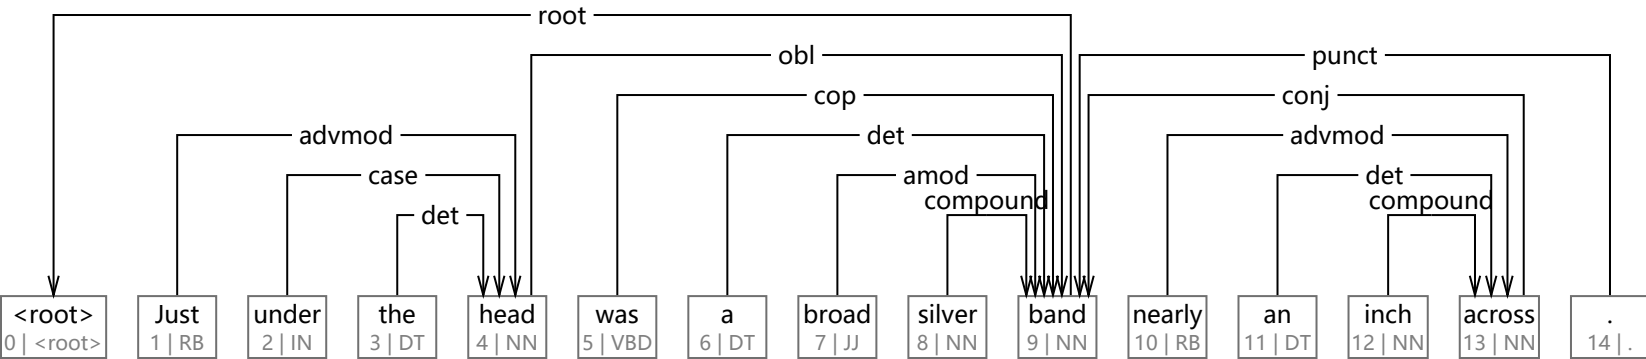 root
obl punct
cop conj
advmod det advmod
case amod det
compound compound
det
<root> Just under the head was a broad silver band nearly an inch across .
0 | <root> 1 | RB 2 | IN 3 | DT 4 | NN 5 | VBD 6 | DT 7 | JJ 8 | NN 9 | NN 10 | RB 11 | DT 12 | NN 13 | NN 14 | .